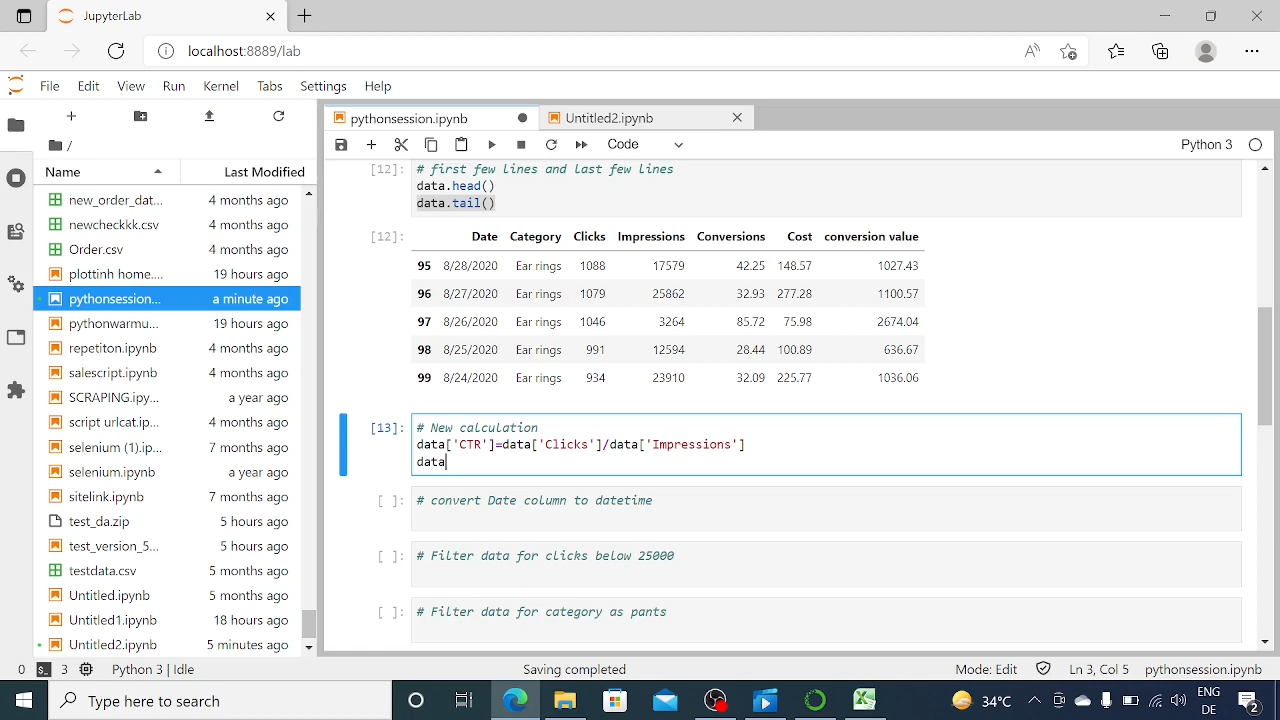 JupyterLab
localhost:8889/lab
File Edit View Run Kernel Tabs Settings Help
pythonsession.ipynb
Untitled2.ipynb
Code
Python 3
/
Name Last Modified
new_order_dat... 4 months ago
newcheckkk.csv 4 months ago
Order.csv 4 months ago
plottinh home.... 19 hours ago
pythonsession... a minute ago
pythonwarmu... 19 hours ago
repetiton.ipynb 4 months ago
salescript.ipynb 4 months ago
SCRAPING.ipy... a year ago
script urlcat.ip... 4 months ago
selenium (1).ip... 7 months ago
selenium.ipynb a year ago
sitelink.ipynb 7 months ago
test_da.zip 5 hours ago
test_version_5... 5 hours ago
testdata.csv 5 months ago
Untitled.ipynb 5 months ago
Untitled1.ipynb 18 hours ago
Untitled2.ipynb 5 minutes ago
[12]: # first few lines and last few lines
data.head()
data.tail()
[12]: Date Category Clicks Impressions Conversions Cost conversion value
95 8/28/2020 Ear rings 1088 17579 42.25 148.57 1027.43
96 8/27/2020 Ear rings 1079 25862 277.28 1100.57
97 8/26/2020 Ear rings 1046 3264 85.72 75.98 2674.04
98 8/25/2020 Ear rings 991 12594 28.44 100.89 636.67
99 8/24/2020 Ear rings 934 23910 225.77 1036.06
[13]: # New calculation
data['CTR']=data['Clicks']/data['Impressions']
data
[ ]: # convert Date column to datetime
[ ]: # Filter data for clicks below 25000
[ ]: # Filter data for category as pants
0 $_ 3 Python 3 | Idle Saving completed Mode: Edit Ln 3, Col 5 pythonsession.ipynb
Type here to search
34°C
ENG
DE
2